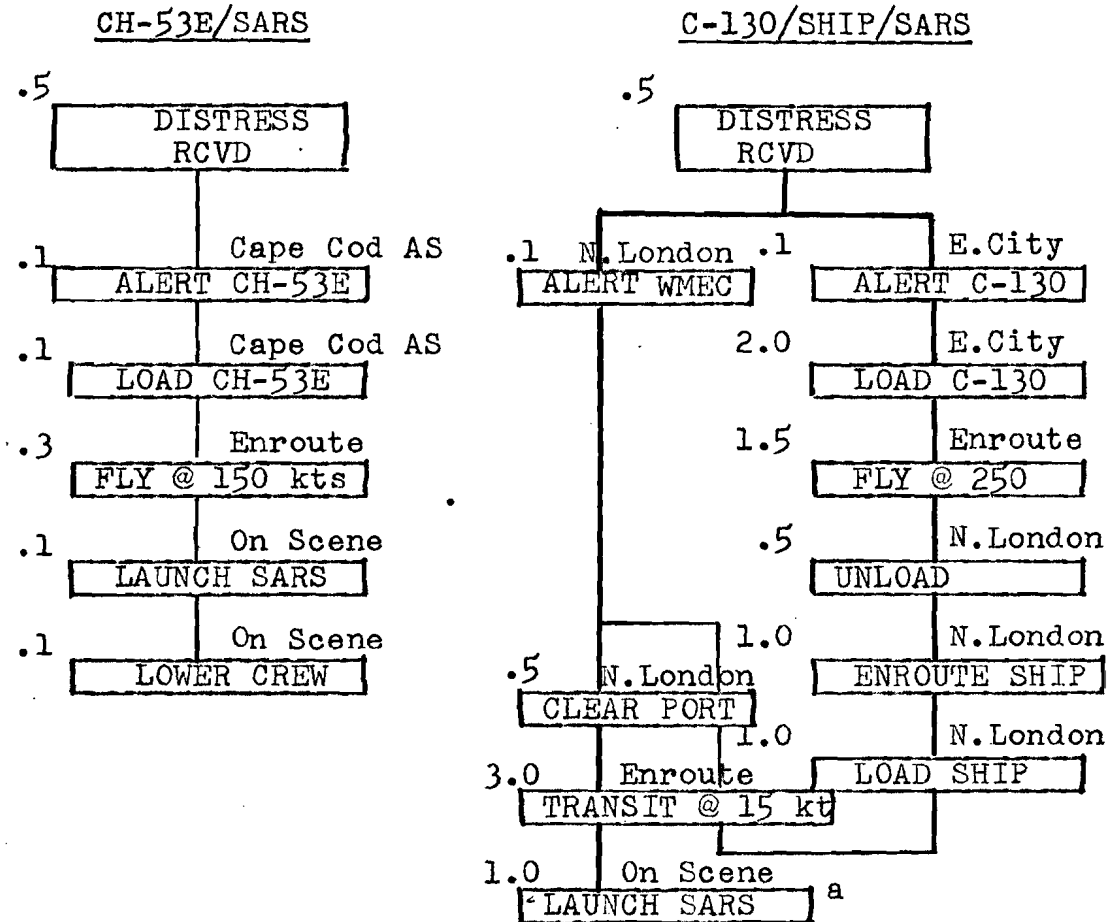 CH-53E/SARS
.5
DISTRESS
RCVD
.1 Cape Cod AS
ALERT CH-53E
.1 Cape Cod AS
LOAD CH-53E
.3 Enroute
FLY @ 150 kts
.1 On Scene
LAUNCH SARS
.1 On Scene
LOWER CREW
C-130/SHIP/SARS
.5
DISTRESS
RCVD
.1 N.London
ALERT WMEC
.1 E.City
ALERT C-130
2.0 E.City
LOAD C-130
1.5 Enroute
FLY @ 250
.5 N.London
UNLOAD
1.0 N.London
ENROUTE SHIP
1.0 N.London
LOAD SHIP
.5 N.London
CLEAR PORT
3.0 Enroute
TRANSIT @ 15 kt
1.0 On Scene
LAUNCH SARS a